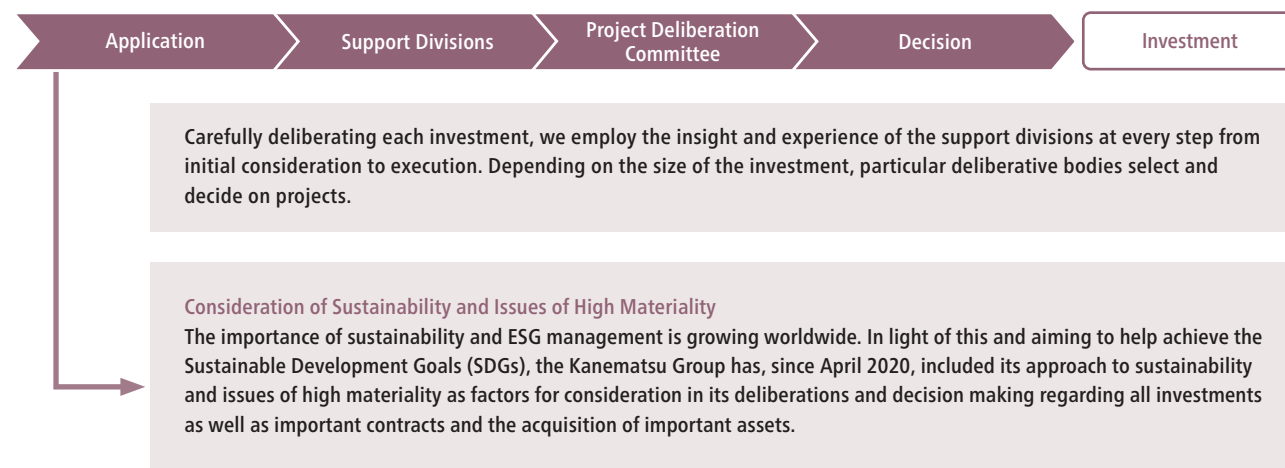 Application
Support Divisions
Project Deliberation
Committee
Decision
Investment
Carefully deliberating each investment, we employ the insight and experience of the support divisions at every step from
initial consideration to execution. Depending on the size of the investment, particular deliberative bodies select and
decide on projects.
Consideration of Sustainability and Issues of High Materiality
The importance of sustainability and ESG management is growing worldwide. In light of this and aiming to help achieve the
Sustainable Development Goals (SDGs), the Kanematsu Group has, since April 2020, included its approach to sustainability
and issues of high materiality as factors for consideration in its deliberations and decision making regarding all investments
as well as important contracts and the acquisition of important assets.